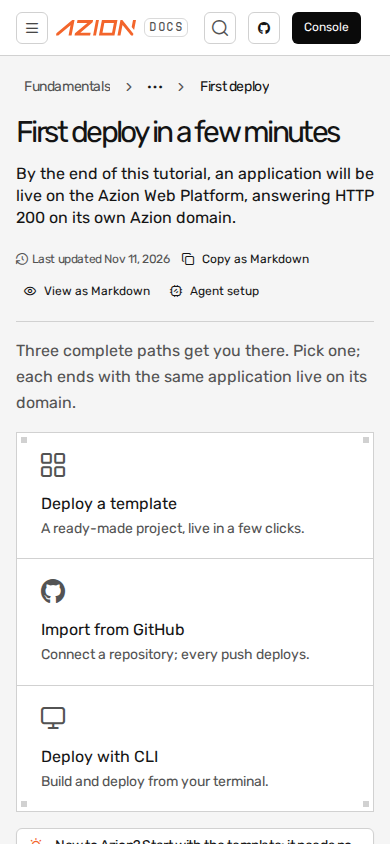 AZION DOCS Console
Fundamentals > ... > First deploy
First deploy in a few minutes
By the end of this tutorial, an application will be
live on the Azion Web Platform, answering HTTP
200 on its own Azion domain.
Last updated Nov 11, 2026 Copy as Markdown
View as Markdown Agent setup
Three complete paths get you there. Pick one;
each ends with the same application live on its
domain.
Deploy a template
A ready-made project, live in a few clicks.
Import from GitHub
Connect a repository; every push deploys.
Deploy with CLI
Build and deploy from your terminal.
New to Azion? Start with the template: it needs no